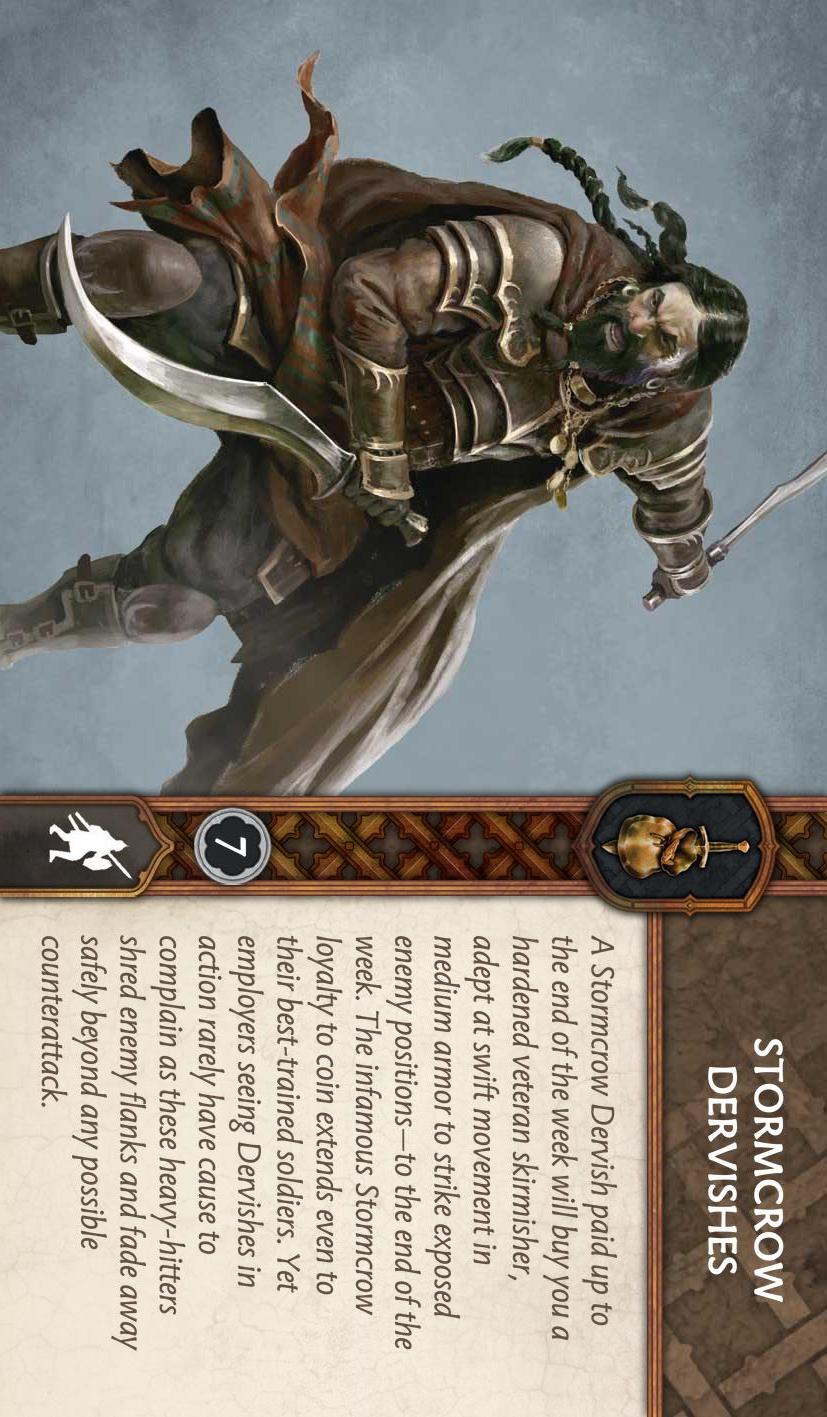 STORMCROW
DERVISHES
7
A Stormcrow Dervish paid up to
the end of the week will buy you a
hardened veteran skirmisher,
adept at swift movement in
medium armor to strike exposed
enemy positions—to the end of the
week. The infamous Stormcrow
loyalty to coin extends even to
their best-trained soldiers. Yet
employers seeing Dervishes in
action rarely have cause to
complain as these heavy-hitters
shred enemy flanks and fade away
safely beyond any possible
counterattack.